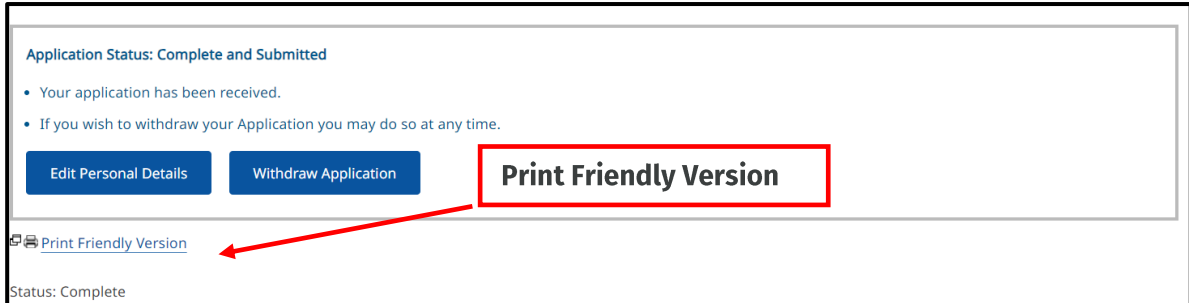 Application Status: Complete and Submitted
• Your application has been received.
• If you wish to withdraw your Application you may do so at any time.
Edit Personal Details
Withdraw Application
Print Friendly Version
Print Friendly Version
Status: Complete